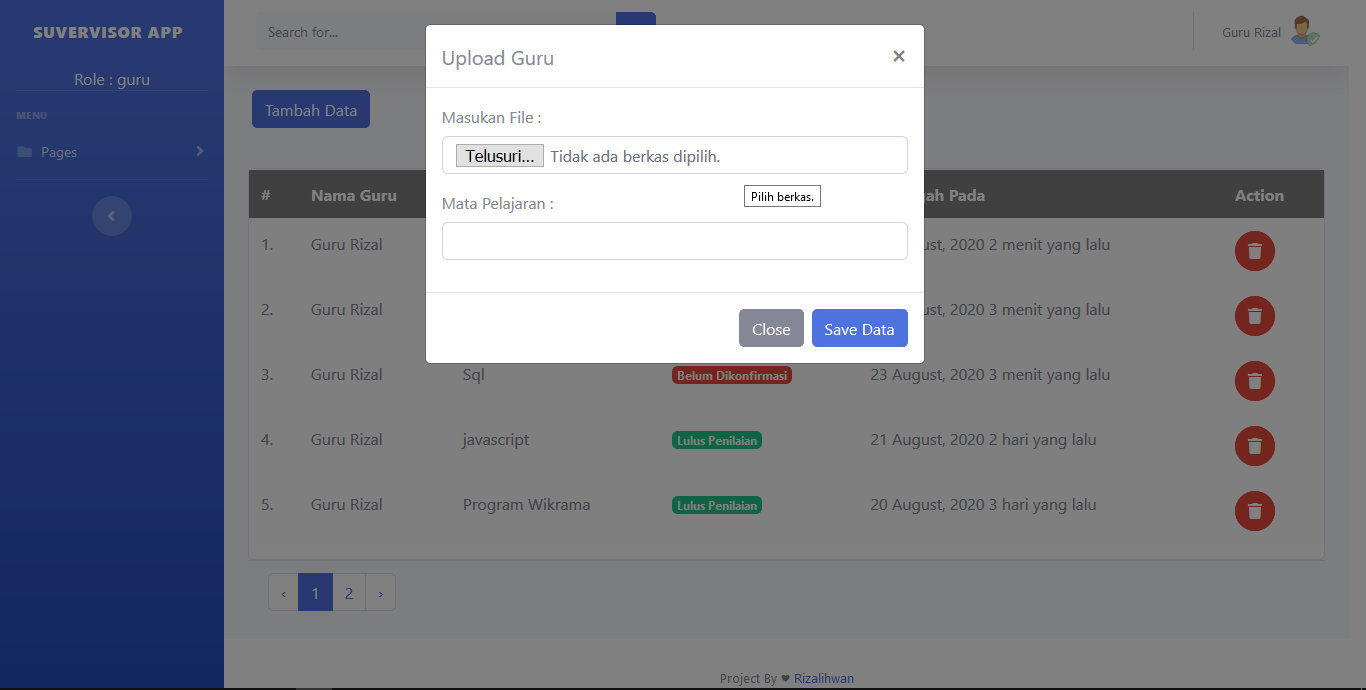 SUVERVISOR APP
Role : guru
MENU
Pages
Search for...
Guru Rizal
Tambah Data
Upload Guru
×
Masukan File :
Telusuri... Tidak ada berkas dipilih.
Pilih berkas.
Mata Pelajaran :
Close Save Data
# Nama Guru Pada Action
1. Guru Rizal 2020 2 menit yang lalu
2. Guru Rizal 2020 3 menit yang lalu
3. Guru Rizal Sql Belum Dikonfirmasi 23 August, 2020 3 menit yang lalu
4. Guru Rizal javascript Lulus Penilaian 21 August, 2020 2 hari yang lalu
5. Guru Rizal Program Wikrama Lulus Penilaian 20 August, 2020 3 hari yang lalu
‹ 1 2 ›
Project By ♥ Rizalihwan